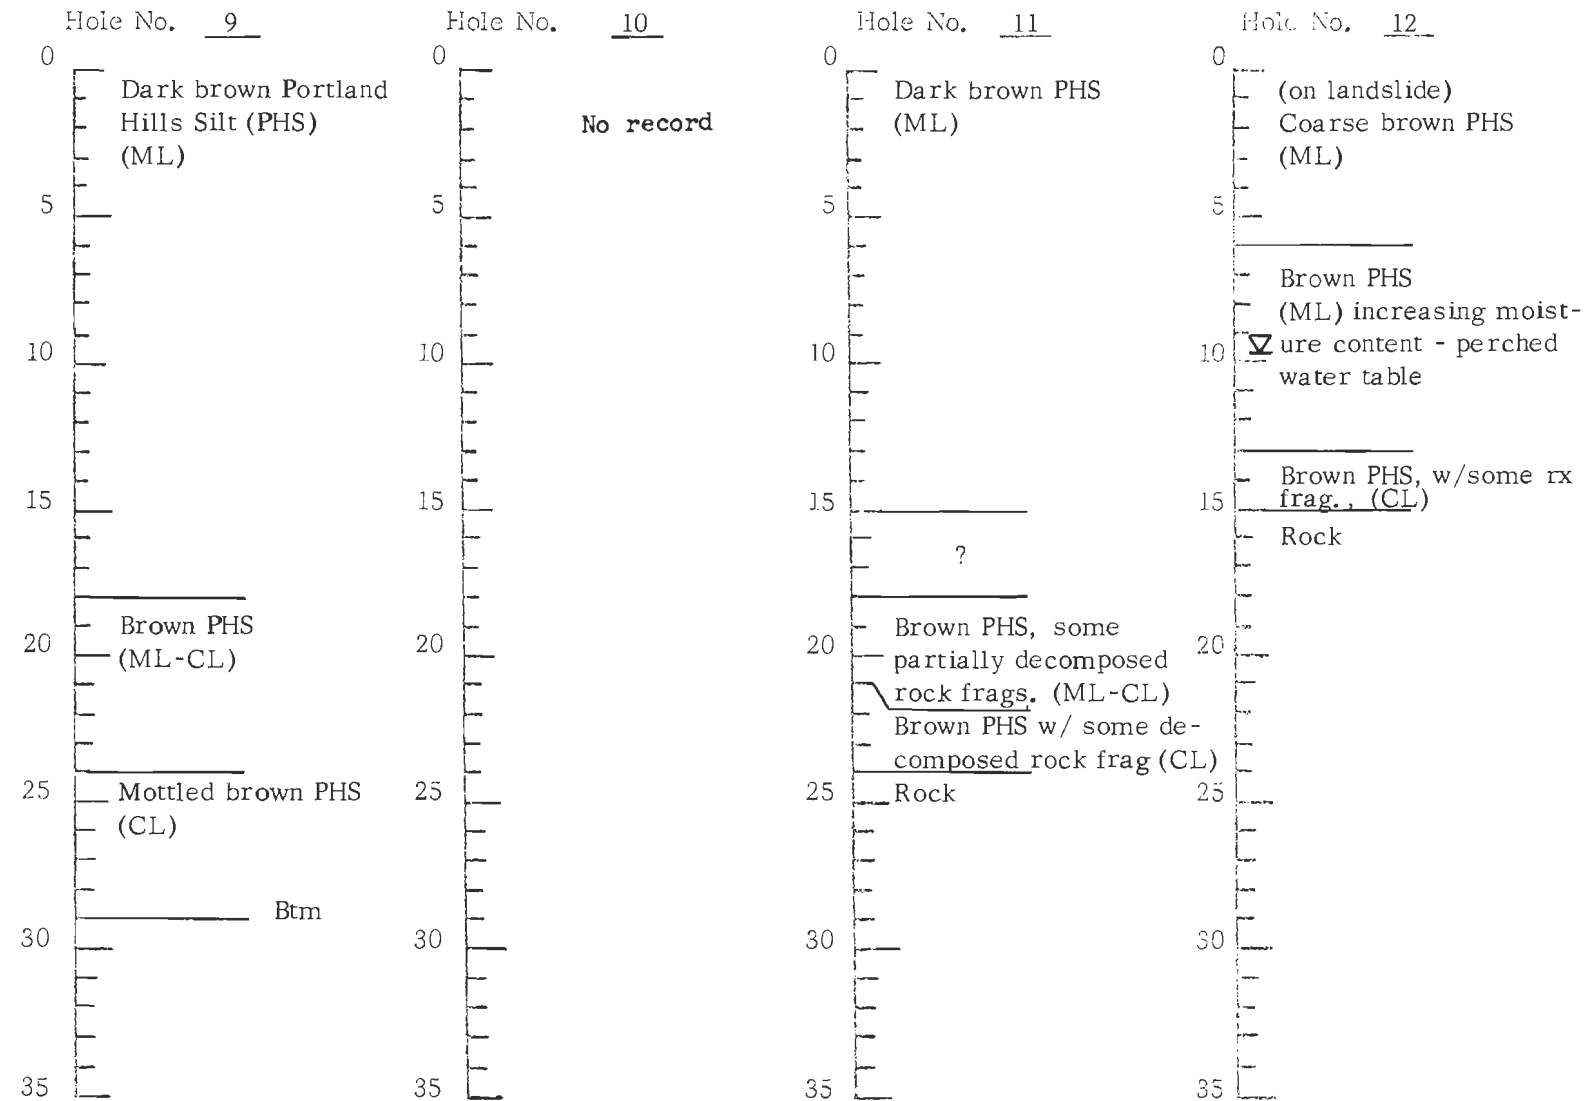 Hole No. 9
0
Dark brown Portland
Hills Silt (PHS)
(ML)
5
10
15
Brown PHS
20
(ML-CL)
25
Mottled brown PHS
(CL)
Btm
30
35
Hole No. 10
0
No record
5
10
15
20
25
30
35
Hole No. 11
0
Dark brown PHS
(ML)
5
10
15
?
Brown PHS, some
20
partially decomposed
rock frags. (ML-CL)
Brown PHS w/ some de-
composed rock frag (CL)
25
Rock
30
35
Hole No. 12
0
(on landslide)
Coarse brown PHS
(ML)
5
Brown PHS
(ML) increasing moist-
10
ure content - perched
water table
Brown PHS, w/some rx
15
frag., (CL)
Rock
20
25
30
35